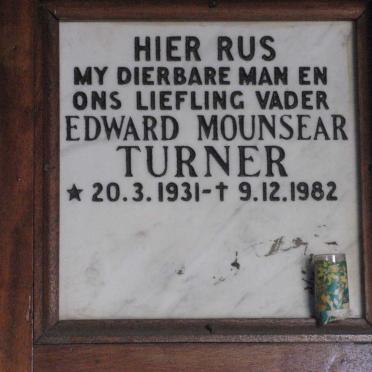 HIER RUS
MY DIERBARE MAN EN
ONS LIEFLING VADER
EDWARD MOUNSEAR
TURNER
★ 20.3.1931-✝ 9.12.1982